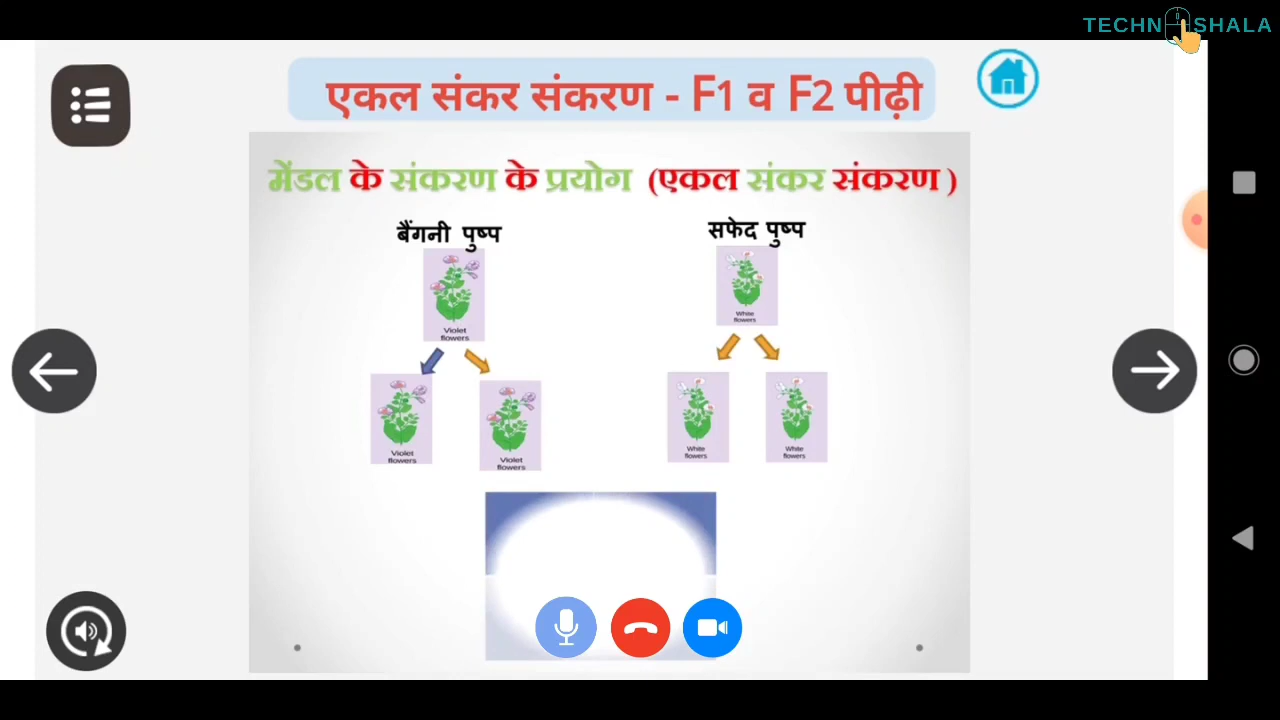 TECHNOSHALA
एकल संकर संकरण - F1 व F2 पीढ़ी
मेंडल के संकरण के प्रयोग (एकल संकर संकरण )
बैंगनी पुष्प
सफेद पुष्प
Violet
flowers
White
flowers
Violet
flowers
Violet
flowers
White
flowers
White
flowers